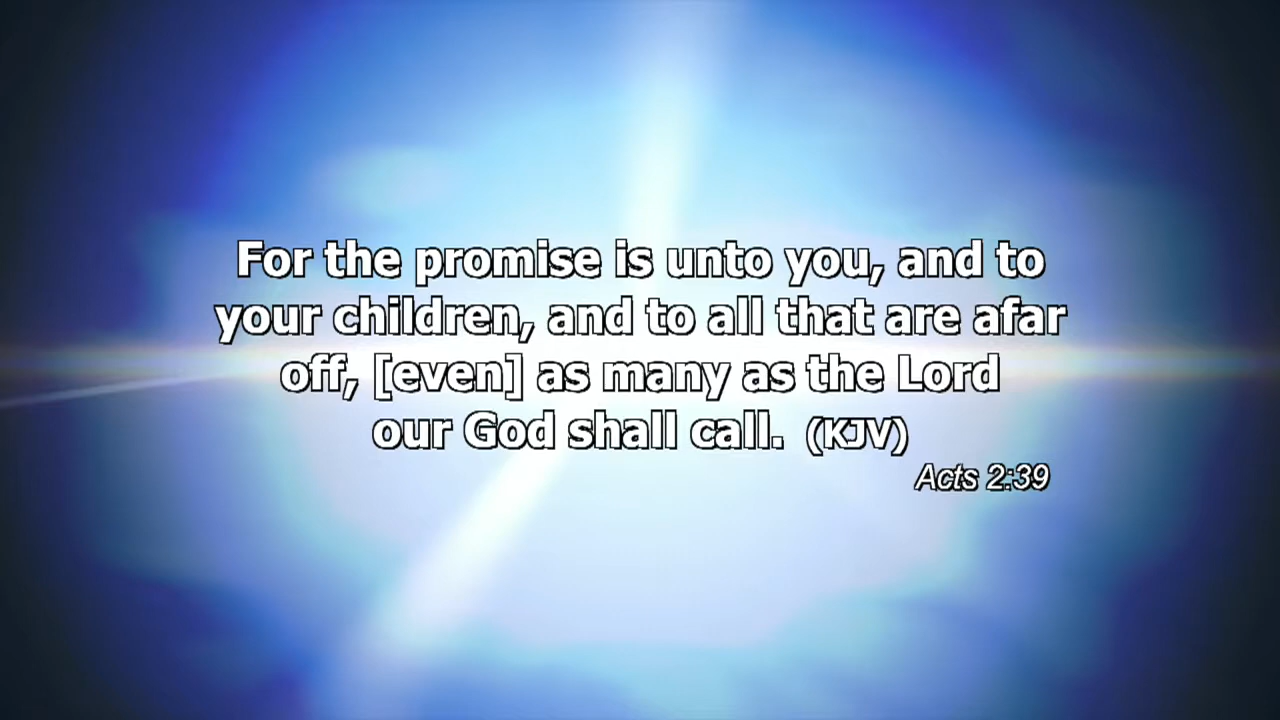 For the promise is unto you, and to
your children, and to all that are afar
off, [even] as many as the Lord
our God shall call. (KJV)
Acts 2:39